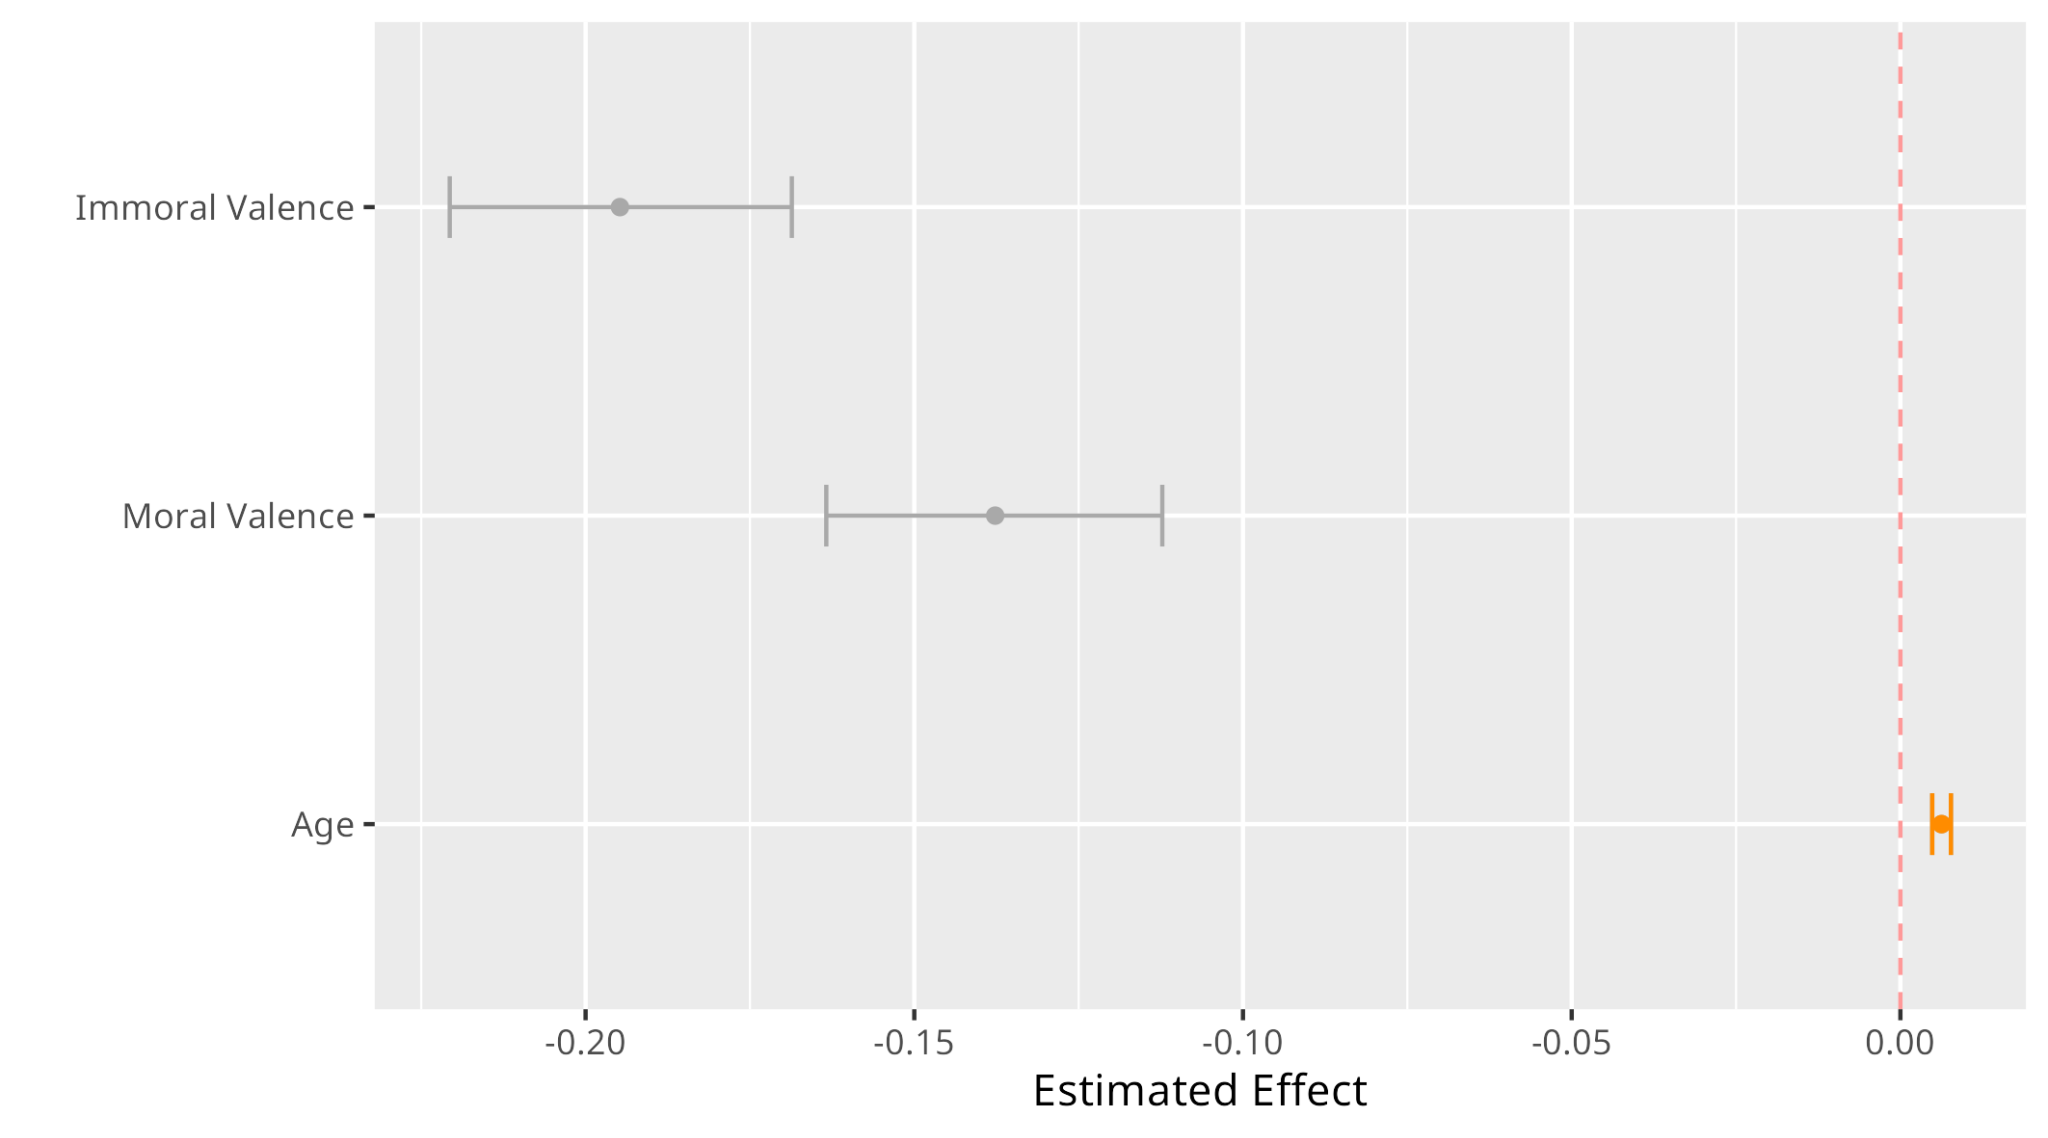 Immoral Valence
Moral Valence
Age
-0.20 -0.15 -0.10 -0.05 0.00
Estimated Effect